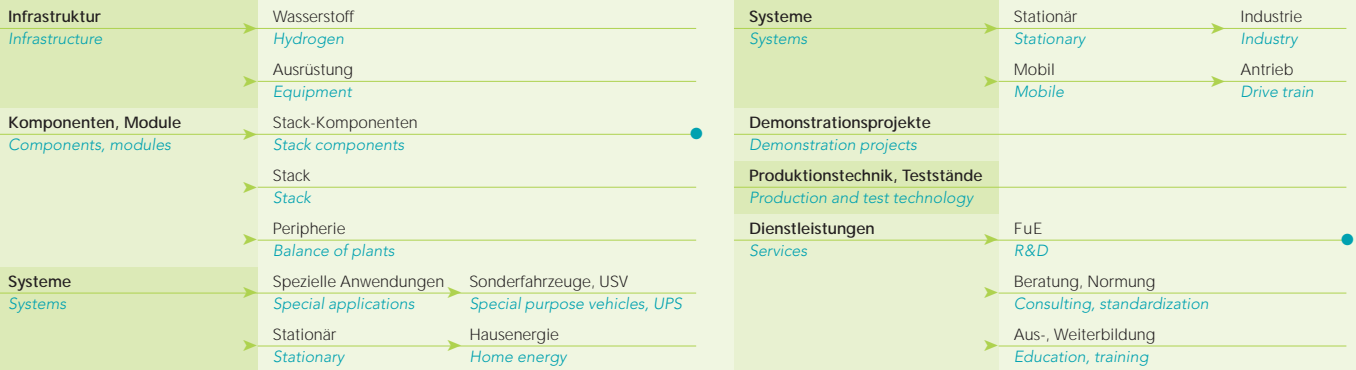 Infrastruktur
Infrastructure
Wasserstoff
Hydrogen
Ausrüstung
Equipment
Komponenten, Module
Components, modules
Stack-Komponenten
Stack components
Stack
Stack
Peripherie
Balance of plants
Systeme
Systems
Spezielle Anwendungen
Special applications
Sonderfahrzeuge, USV
Special purpose vehicles, UPS
Stationär
Stationary
Hausenergie
Home energy
Systeme
Systems
Stationär
Stationary
Industrie
Industry
Mobil
Mobile
Antrieb
Drive train
Demonstrationsprojekte
Demonstration projects
Produktionstechnik, Teststände
Production and test technology
Dienstleistungen
Services
FuE
R&D
Beratung, Normung
Consulting, standardization
Aus-, Weiterbildung
Education, training